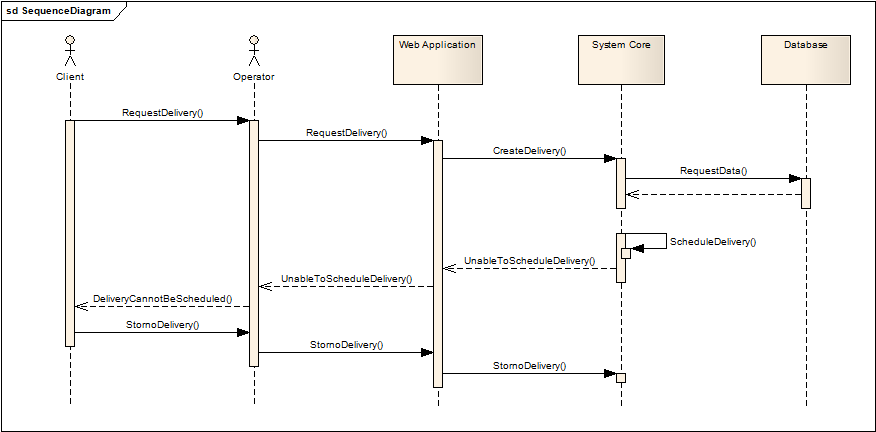 sd SequenceDiagram
Client
Operator
Web Application
System Core
Database
RequestDelivery()
RequestDelivery()
CreateDelivery()
RequestData()
ScheduleDelivery()
UnableToScheduleDelivery()
UnableToScheduleDelivery()
DeliveryCannotBeScheduled()
StornoDelivery()
StornoDelivery()
StornoDelivery()